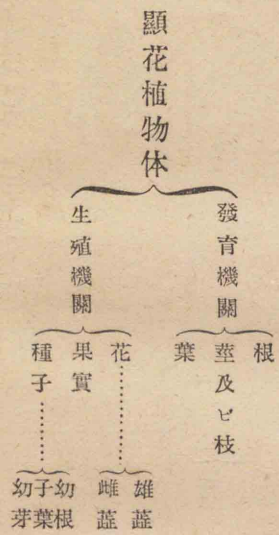 顯花植物体
發育機關
根
莖及ビ枝
葉
生殖機關
花
雄蕋
雌蕋
果實
種子
幼根
子葉
幼芽